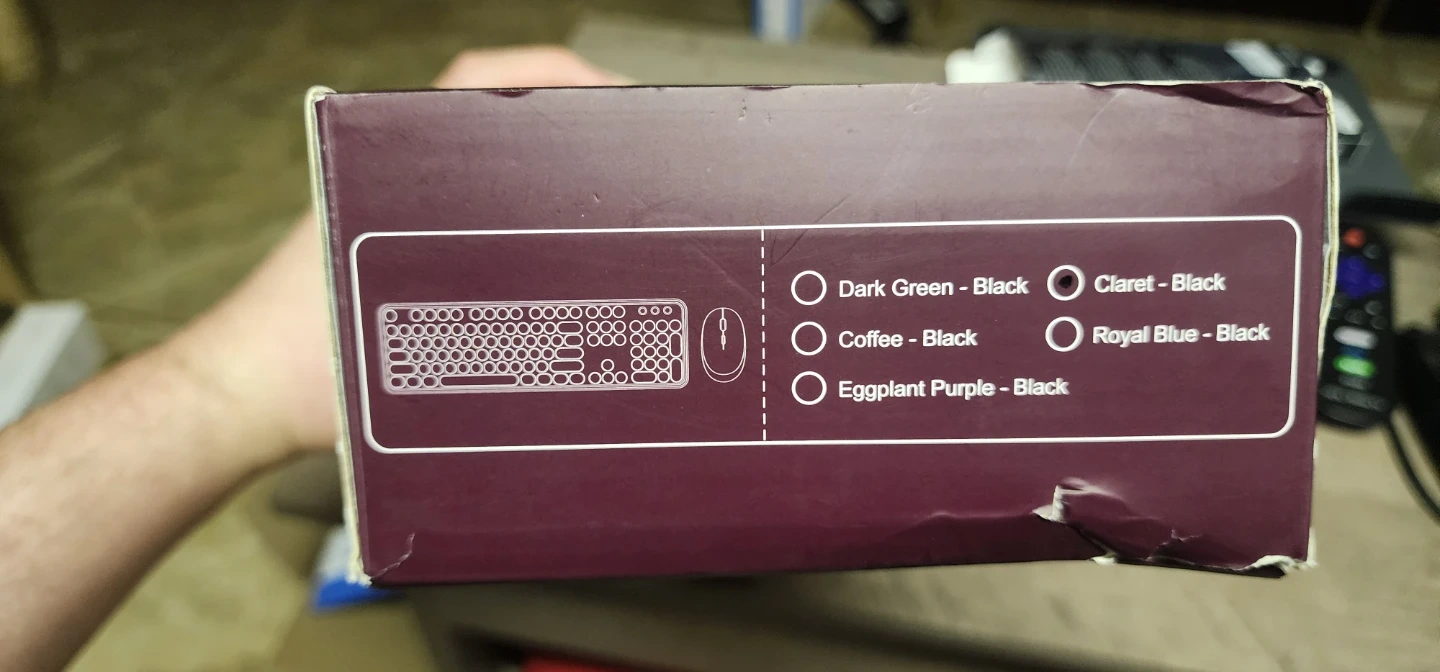 Dark Green - Black
Claret - Black
Coffee - Black
Royal Blue - Black
Eggplant Purple - Black